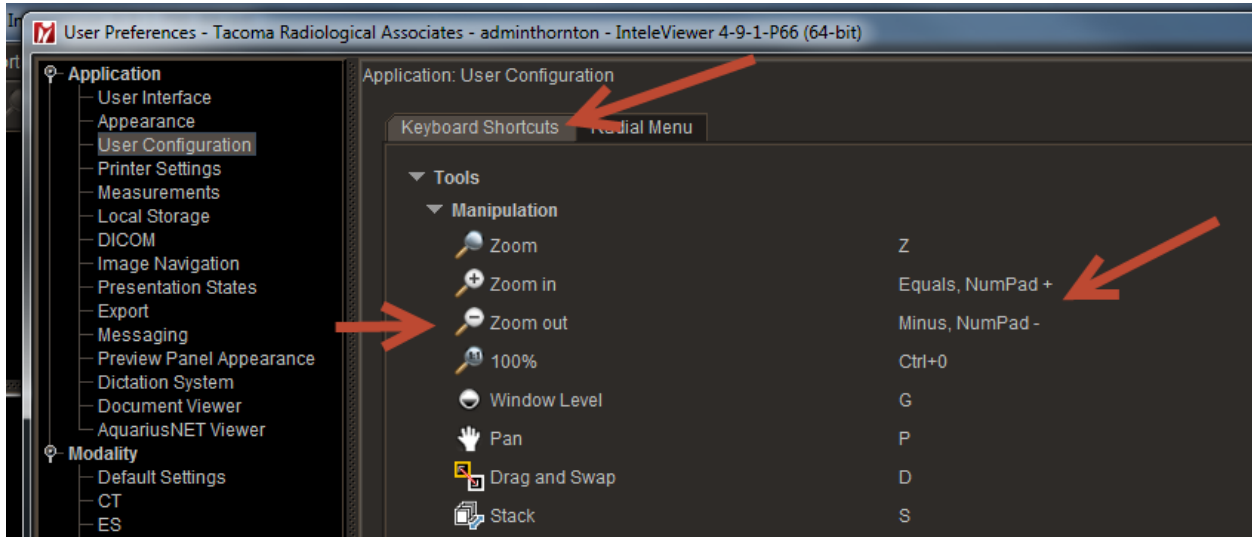 User Preferences - Tacoma Radiological Associates - adminthornton - InteleViewer 4-9-1-P66 (64-bit)
Application
User Interface
Appearance
User Configuration
Printer Settings
Measurements
Local Storage
DICOM
Image Navigation
Presentation States
Export
Messaging
Preview Panel Appearance
Dictation System
Document Viewer
AquariusNET Viewer
Modality
Default Settings
CT
ES
Application: User Configuration
Keyboard Shortcuts Radial Menu
Tools
Manipulation
Zoom Z
Zoom in Equals, NumPad +
Zoom out Minus, NumPad -
100% Ctrl+0
Window Level G
Pan P
Drag and Swap D
Stack S